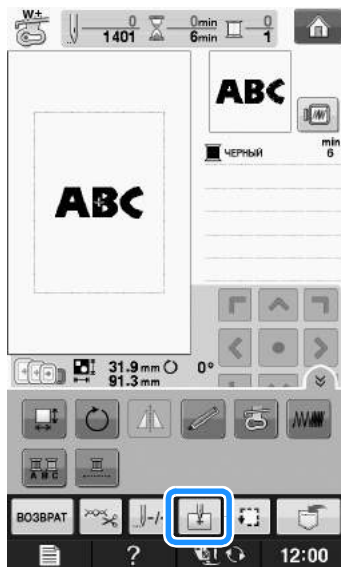 W+
0 0min 0
1401 6min 1
ABC
min
ЧЕРНЫЙ 6
ABC
31.9mm 0°
91.3mm
A B C
ВОЗВРАТ
? 12:00